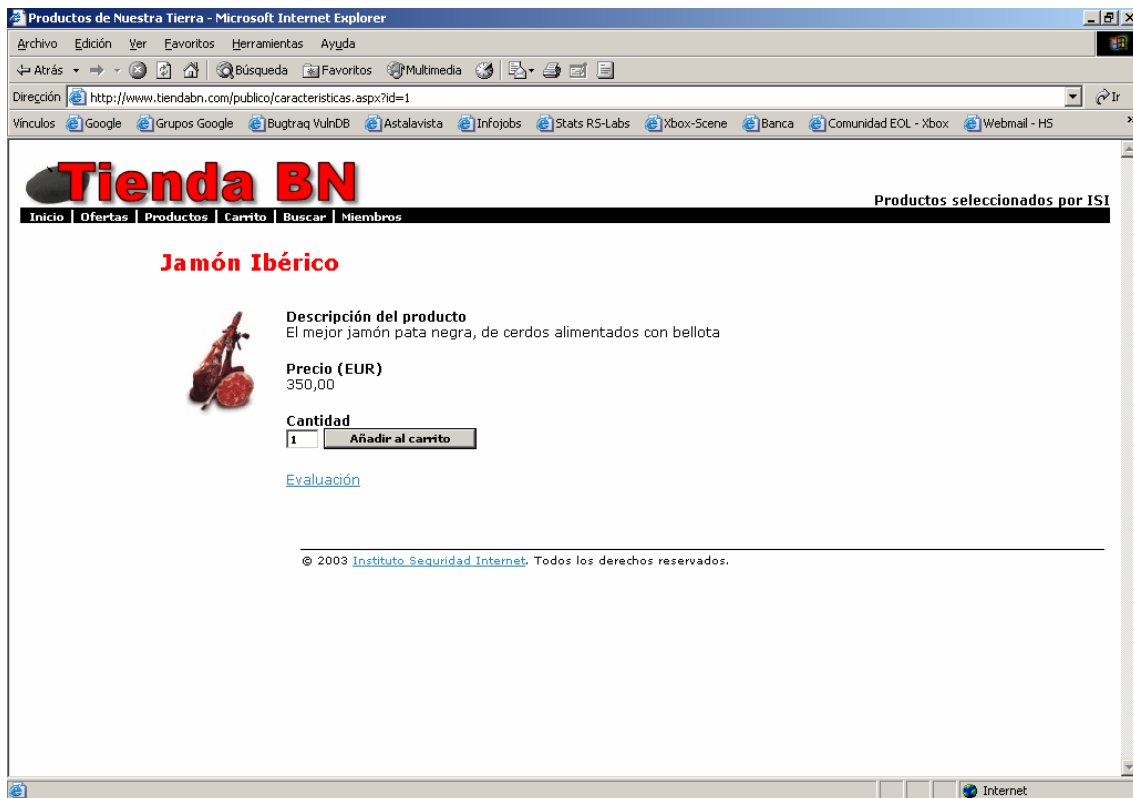 Productos de Nuestra Tierra - Microsoft Internet Explorer
Archivo Edición Ver Favoritos Herramientas Ayuda
Atrás Búsqueda Favoritos Multimedia
Dirección http://www.tiendabn.com/publico/caracteristicas.aspx?id=1 Ir
Vínculos Google Grupos Google Bugtraq VulnDB Astalavista Infojobs Stats RS-Labs Xbox-Scene Banca Comunidad EOL - Xbox Webmail - HS »
Tienda BN
Productos seleccionados por ISI
Inicio | Ofertas | Productos | Carrito | Buscar | Miembros
Jamón Ibérico
Descripción del producto
El mejor jamón pata negra, de cerdos alimentados con bellota
Precio (EUR)
350,00
Cantidad
1 Añadir al carrito
Evaluación
© 2003 Instituto Seguridad Internet. Todos los derechos reservados.
Internet